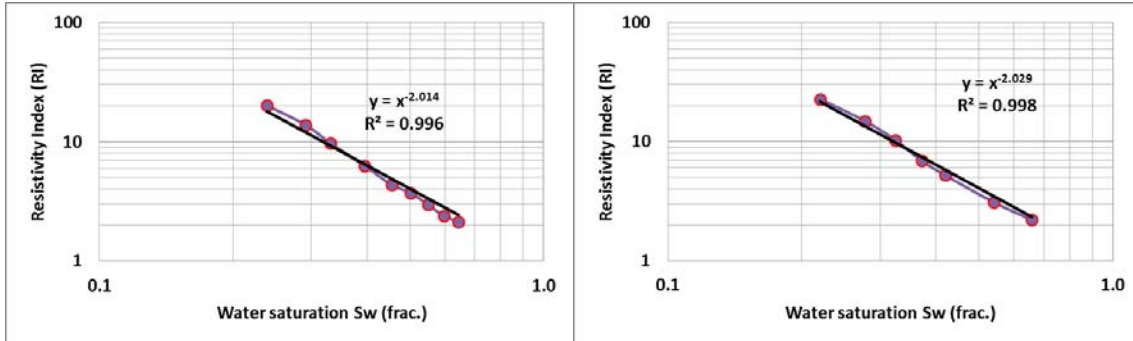 100
10
1
0.1
1.0
Resistivity Index (RI)
Water saturation Sw (frac.)
y = x^-2.014
R² = 0.996
100
10
1
0.1
1.0
Resistivity Index (RI)
Water saturation Sw (frac.)
y = x^-2.029
R² = 0.998